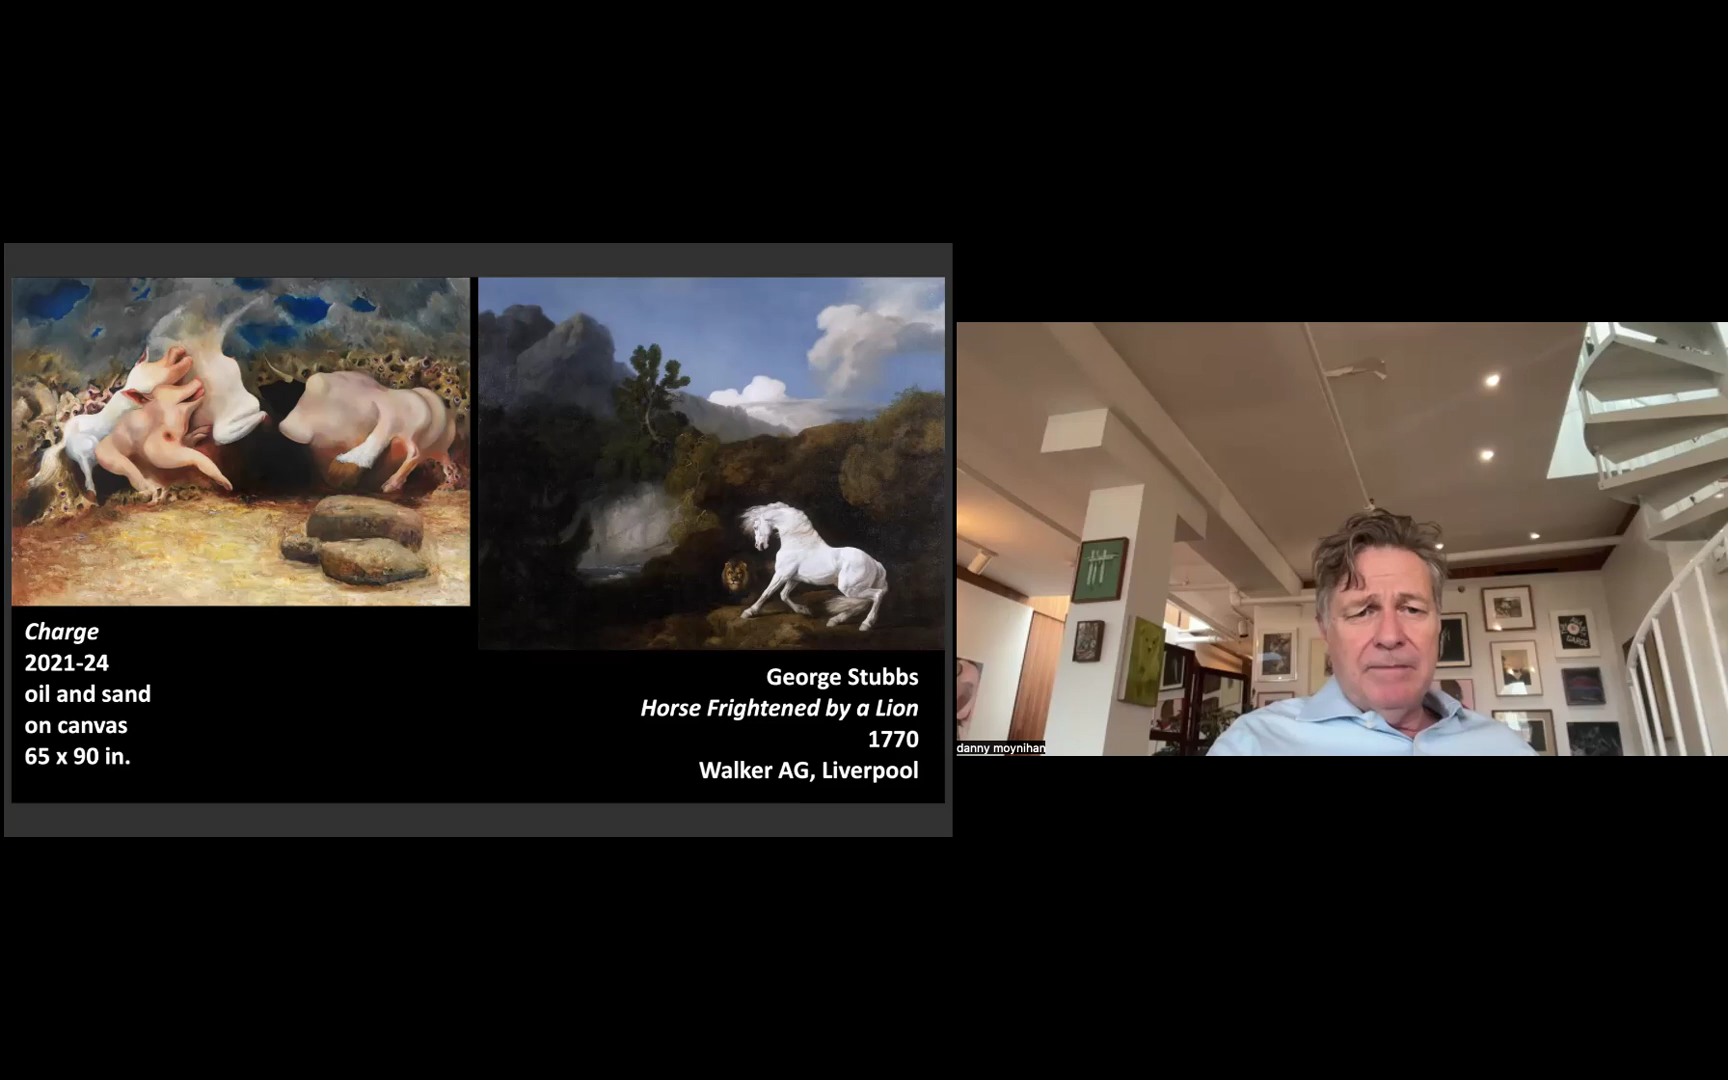 Charge
2021-24
oil and sand
on canvas
65 x 90 in.
George Stubbs
Horse Frightened by a Lion
1770
Walker AG, Liverpool
danny moynihan